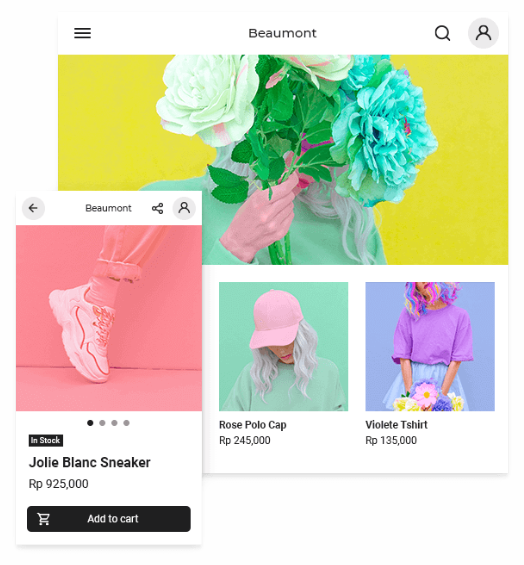 Beaumont
Beaumont
In Stock
Jolie Blanc Sneaker
Rp 925,000
Add to cart
Rose Polo Cap
Rp 245,000
Violete Tshirt
Rp 135,000